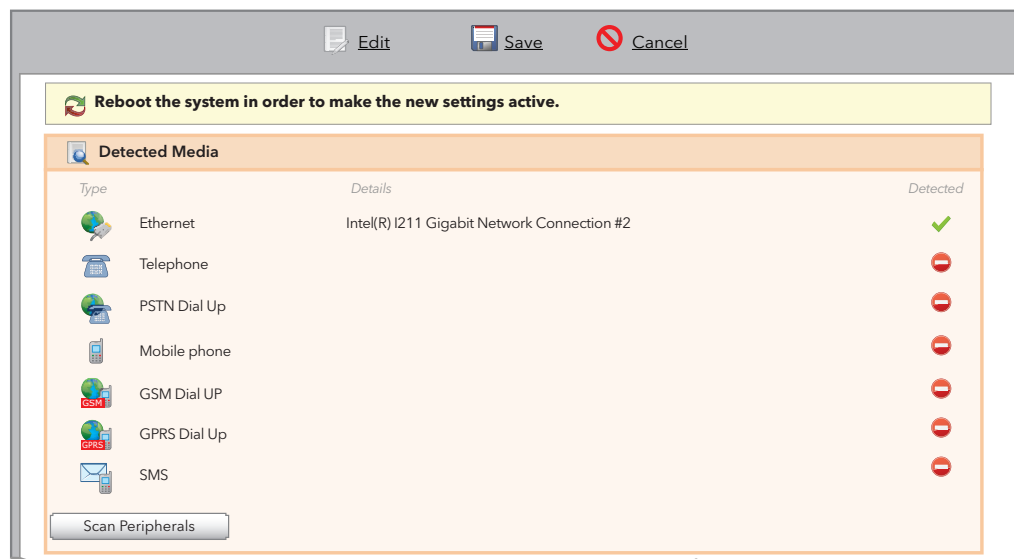 Edit Save Cancel
Reboot the system in order to make the new settings active.
Detected Media
Type Details Detected
Ethernet Intel(R) I211 Gigabit Network Connection #2
Telephone
PSTN Dial Up
Mobile phone
GSM GSM Dial UP
GPRS GPRS Dial Up
SMS
Scan Peripherals